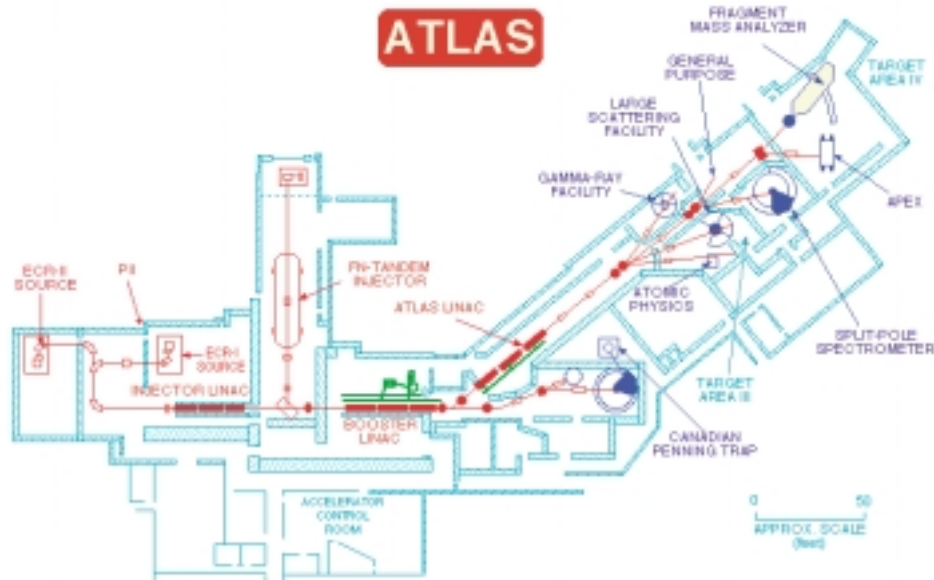 ATLAS
FRAGMENT
MASS ANALYZER
GENERAL
PURPOSE
TARGET
AREA IV
LARGE
SCATTERING
FACILITY
GAMMA-RAY
FACILITY
APEX
ECR-II
SOURCE
PII
FN-TANDEM
INJECTOR
ATLAS LINAC
ATOMIC
PHYSICS
SPLIT-POLE
SPECTROMETER
ECR-I
SOURCE
INJECTOR LINAC
TARGET
AREA III
BOOSTER
LINAC
CANADIAN
PENNING TRAP
ACCELERATOR
CONTROL
ROOM
0 50
APPROX. SCALE
(feet)